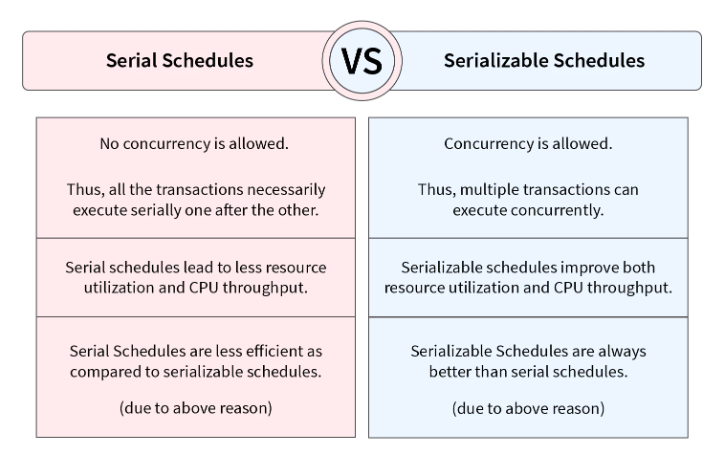 Serial Schedules
VS
Serializable Schedules
No concurrency is allowed.
Thus, all the transactions necessarily
execute serially one after the other.
Concurrency is allowed.
Thus, multiple transactions can
execute concurrently.
Serial schedules lead to less resource
utilization and CPU throughput.
Serializable schedules improve both
resource utilization and CPU throughput.
Serial Schedules are less efficient as
compared to serializable schedules.
(due to above reason)
Serializable Schedules are always
better than serial schedules.
(due to above reason)